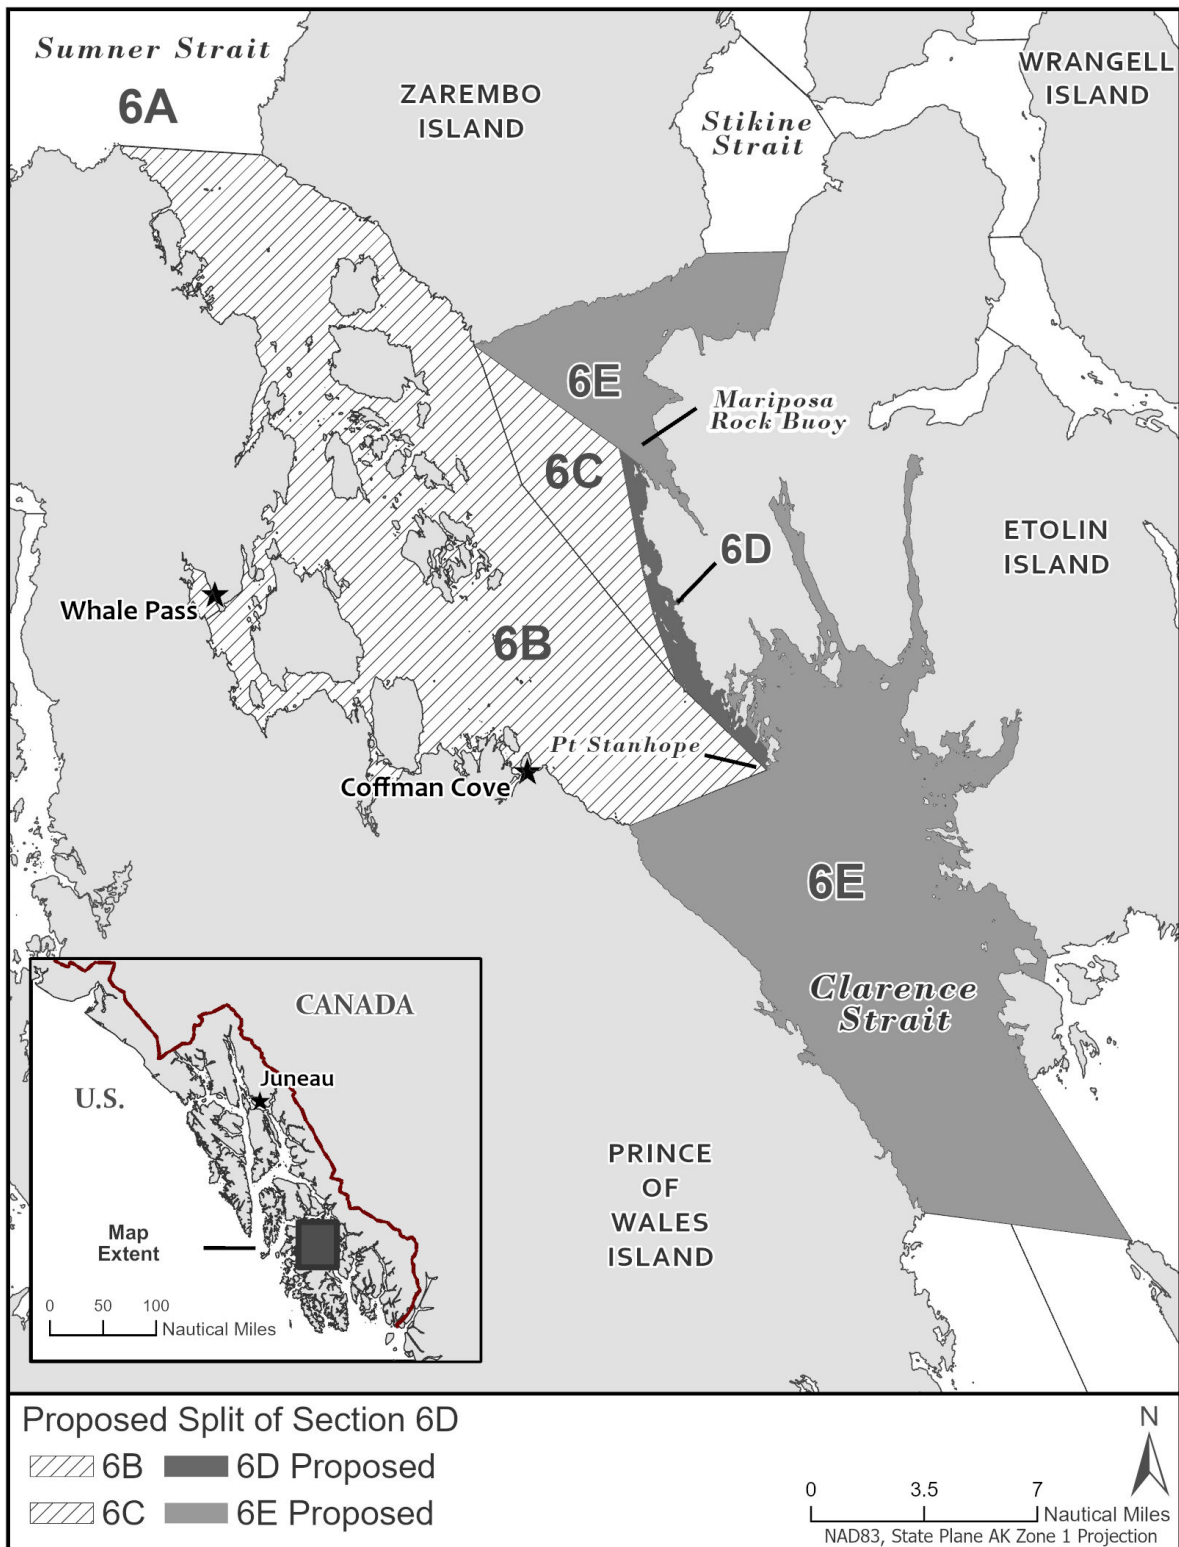 Sumner Strait
6A
ZAREMBO
ISLAND
WRANGELL
ISLAND
Stikine
Strait
6E
Mariposa
Rock Buoy
6C
6D
ETOLIN
ISLAND
Whale Pass
6B
Pt Stanhope
Coffman Cove
6E
Clarence
Strait
PRINCE
OF
WALES
ISLAND
CANADA
Juneau
U.S.
Map
Extent
0 50 100
Nautical Miles
Proposed Split of Section 6D
6B 6D Proposed
6C 6E Proposed
N
0 3.5 7
Nautical Miles
NAD83, State Plane AK Zone 1 Projection